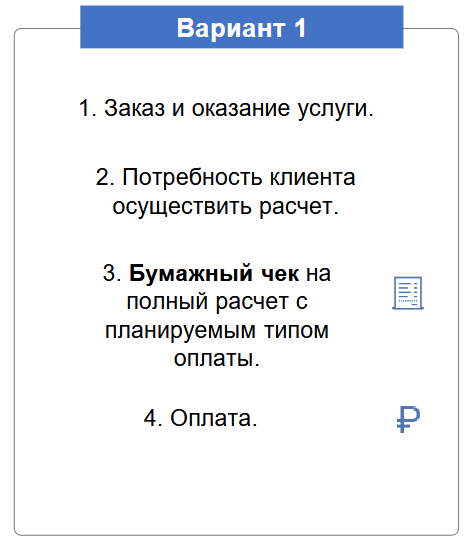 Вариант 1
1. Заказ и оказание услуги.
2. Потребность клиента
осуществить расчет.
3. Бумажный чек на
полный расчет с
планируемым типом
оплаты.
4. Оплата.
₽